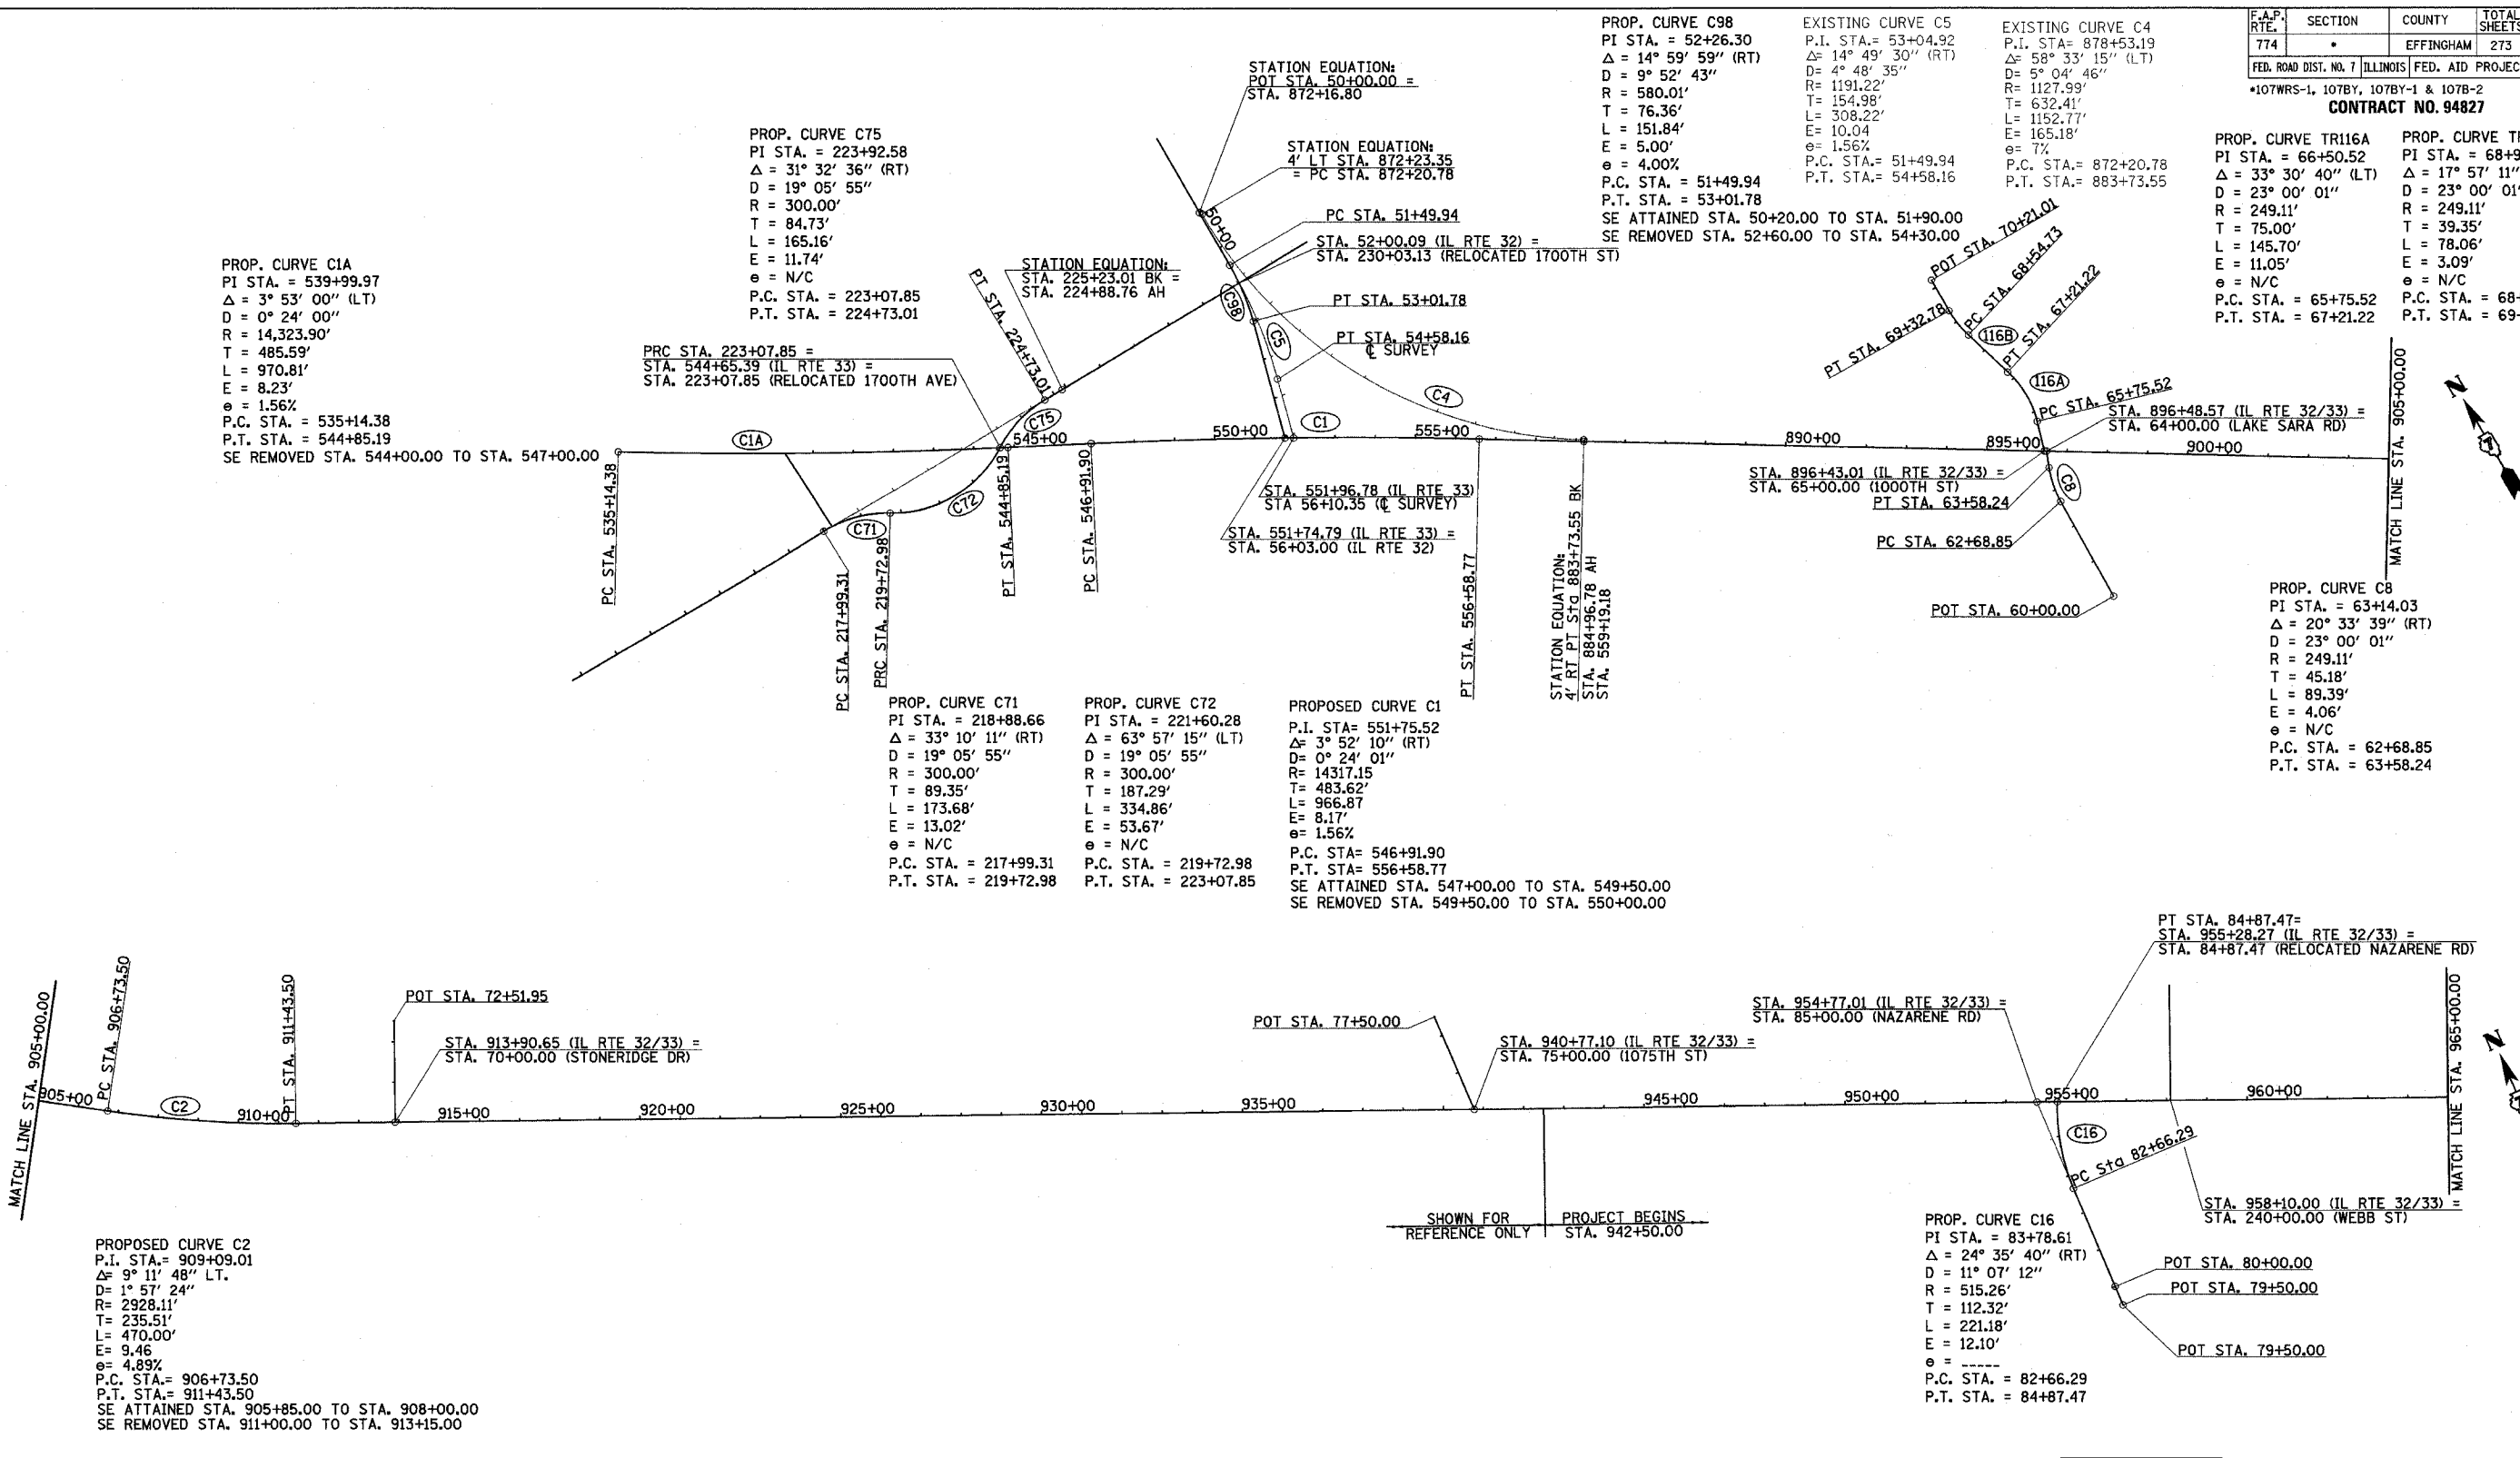 F.A.P. RTE. SECTION COUNTY TOTAL SHEETS
774 • EFFINGHAM 273
FED. ROAD DIST. NO. 7 ILLINOIS FED. AID PROJEC
*107WRS-1, 107BY, 107BY-1 & 107B-2
CONTRACT NO. 94827
PROP. CURVE C98
PI STA. = 52+26.30
Δ = 14° 59' 59" (RT)
D = 9° 52' 43"
R = 580.01'
T = 76.36'
L = 151.84'
E = 5.00'
e = 4.00%
P.C. STA. = 51+49.94
P.T. STA. = 53+01.78
SE ATTAINED STA. 50+20.00 TO STA. 51+90.00
SE REMOVED STA. 52+60.00 TO STA. 54+30.00
EXISTING CURVE C5
P.I. STA.= 53+04.92
Δ= 14° 49' 30" (RT)
D= 4° 48' 35"
R= 1191.22'
T= 154.98'
L= 308.22'
E= 10.04
e= 1.56%
P.C. STA.= 51+49.94
P.T. STA.= 54+58.16
EXISTING CURVE C4
P.I. STA= 878+53.19
Δ= 58° 33' 15" (LT)
D= 5° 04' 46"
R= 1127.99'
T= 632.41'
L= 1152.77'
E= 165.18'
e= 7%
P.C. STA.= 872+20.78
P.T. STA.= 883+73.55
PROP. CURVE TR116A
PI STA. = 66+50.52
Δ = 33° 30' 40" (LT)
D = 23° 00' 01"
R = 249.11'
T = 75.00'
L = 145.70'
E = 11.05'
e = N/C
P.C. STA. = 65+75.52
P.T. STA. = 67+21.22
PROP. CURVE T
PI STA. = 68+9
Δ = 17° 57' 11"
D = 23° 00' 01"
R = 249.11'
T = 39.35'
L = 78.06'
E = 3.09'
e = N/C
P.C. STA. = 68+
P.T. STA. = 69+
STATION EQUATION:
POT STA. 50+00.00 =
STA. 872+16.80
STATION EQUATION:
4' LT STA. 872+23.35
= PC STA. 872+20.78
PC STA. 51+49.94
STA. 52+00.09 (IL RTE 32) =
STA. 230+03.13 (RELOCATED 1700TH ST)
PT STA. 53+01.78
PT STA. 54+58.16
℄ SURVEY
50+00
C98
C5
C4
PROP. CURVE C75
PI STA. = 223+92.58
Δ = 31° 32' 36" (RT)
D = 19° 05' 55"
R = 300.00'
T = 84.73'
L = 165.16'
E = 11.74'
e = N/C
P.C. STA. = 223+07.85
P.T. STA. = 224+73.01
STATION EQUATION:
STA. 225+23.01 BK =
STA. 224+88.76 AH
PT STA. 224+73.01
PRC STA. 223+07.85 =
STA. 544+65.39 (IL RTE 33) =
STA. 223+07.85 (RELOCATED 1700TH AVE)
PROP. CURVE C1A
PI STA. = 539+99.97
Δ = 3° 53' 00" (LT)
D = 0° 24' 00"
R = 14,323.90'
T = 485.59'
L = 970.81'
E = 8.23'
e = 1.56%
P.C. STA. = 535+14.38
P.T. STA. = 544+85.19
SE REMOVED STA. 544+00.00 TO STA. 547+00.00
C1A
C75
545+00
550+00
C1
555+00
890+00
895+00
900+00
C71
C72
PC STA. 535+14.38
PC STA. 217+99.31
PRC STA. 219+72.98
PT STA. 544+85.19
PC STA. 546+91.90
STA. 551+96.78 (IL RTE 33)
STA 56+10.35 (℄ SURVEY)
STA. 551+74.79 (IL RTE 33) =
STA. 56+03.00 (IL RTE 32)
PT STA. 556+58.77
STATION EQUATION:
4' RT PT Sta 883+73.55 BK
STA. 884+96.78 AH
STA. 559+19.18
POT STA. 70+21.01
PC STA. 68+54.73
PT STA. 67+21.22
PT STA. 69+32.78
116B
116A
PC STA. 65+75.52
STA. 896+48.57 (IL RTE 32/33) =
STA. 64+00.00 (LAKE SARA RD)
STA. 896+43.01 (IL RTE 32/33) =
STA. 65+00.00 (1000TH ST)
PT STA. 63+58.24
C8
PC STA. 62+68.85
POT STA. 60+00.00
MATCH LINE STA. 905+00.00
N
PROP. CURVE C8
PI STA. = 63+14.03
Δ = 20° 33' 39" (RT)
D = 23° 00' 01"
R = 249.11'
T = 45.18'
L = 89.39'
E = 4.06'
e = N/C
P.C. STA. = 62+68.85
P.T. STA. = 63+58.24
PROP. CURVE C71
PI STA. = 218+88.66
Δ = 33° 10' 11" (RT)
D = 19° 05' 55"
R = 300.00'
T = 89.35'
L = 173.68'
E = 13.02'
e = N/C
P.C. STA. = 217+99.31
P.T. STA. = 219+72.98
PROP. CURVE C72
PI STA. = 221+60.28
Δ = 63° 57' 15" (LT)
D = 19° 05' 55"
R = 300.00'
T = 187.29'
L = 334.86'
E = 53.67'
e = N/C
P.C. STA. = 219+72.98
P.T. STA. = 223+07.85
PROPOSED CURVE C1
P.I. STA= 551+75.52
Δ= 3° 52' 10" (RT)
D= 0° 24' 01"
R= 14317.15
T= 483.62'
L= 966.87
E= 8.17'
e= 1.56%
P.C. STA= 546+91.90
P.T. STA= 556+58.77
SE ATTAINED STA. 547+00.00 TO STA. 549+50.00
SE REMOVED STA. 549+50.00 TO STA. 550+00.00
MATCH LINE STA. 905+00.00
905+00
PC STA. 906+73.50
C2
910+00
PT STA. 911+43.50
POT STA. 72+51.95
STA. 913+90.65 (IL RTE 32/33) =
STA. 70+00.00 (STONERIDGE DR)
915+00
920+00
925+00
930+00
935+00
POT STA. 77+50.00
STA. 940+77.10 (IL RTE 32/33) =
STA. 75+00.00 (1075TH ST)
945+00
950+00
STA. 954+77.01 (IL RTE 32/33) =
STA. 85+00.00 (NAZARENE RD)
PT STA. 84+87.47=
STA. 955+28.27 (IL RTE 32/33) =
STA. 84+87.47 (RELOCATED NAZARENE RD)
955+00
960+00
C16
PC Sta 82+66.29
MATCH LINE STA. 965+00.00
N
STA. 958+10.00 (IL RTE 32/33) =
STA. 240+00.00 (WEBB ST)
SHOWN FOR
REFERENCE ONLY
PROJECT BEGINS
STA. 942+50.00
PROP. CURVE C16
PI STA. = 83+78.61
Δ = 24° 35' 40" (RT)
D = 11° 07' 12"
R = 515.26'
T = 112.32'
L = 221.18'
E = 12.10'
e = _____
P.C. STA. = 82+66.29
P.T. STA. = 84+87.47
POT STA. 80+00.00
POT STA. 79+50.00
POT STA. 79+50.00
PROPOSED CURVE C2
P.I. STA.= 909+09.01
Δ= 9° 11' 48" LT.
D= 1° 57' 24"
R= 2928.11'
T= 235.51'
L= 470.00'
E= 9.46
e= 4.89%
P.C. STA.= 906+73.50
P.T. STA.= 911+43.50
SE ATTAINED STA. 905+85.00 TO STA. 908+00.00
SE REMOVED STA. 911+00.00 TO STA. 913+15.00